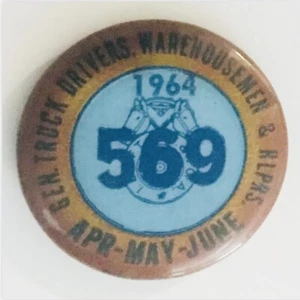 GEN. TRUCK DRIVERS, WAREHOUSEMEN & HLPRS.
1964
569
APR-MAY-JUNE